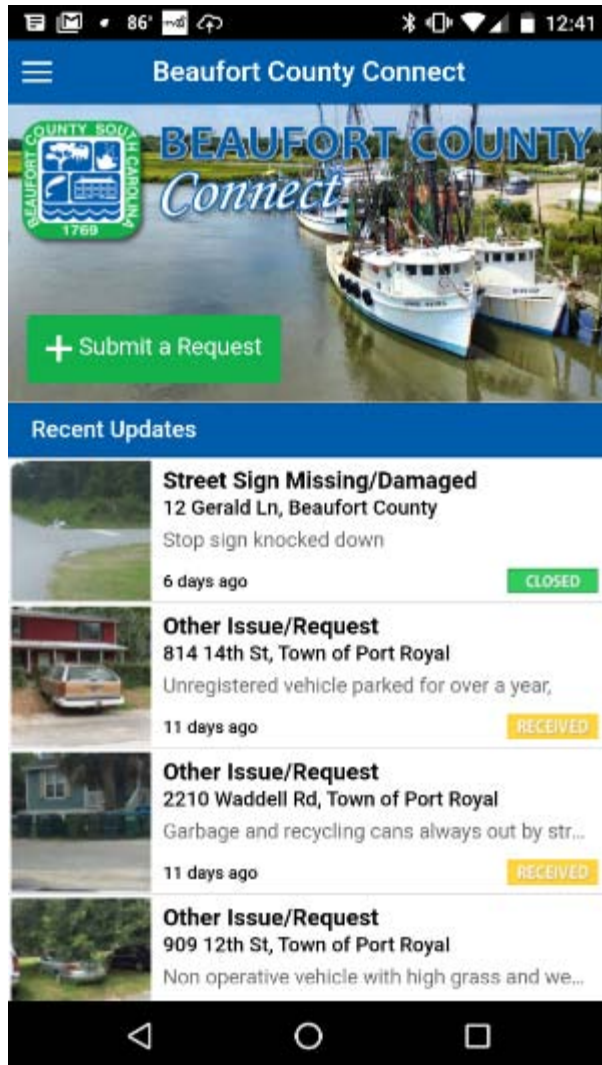 86°
12:41
Beaufort County Connect
BEAUFORT COUNTY SOUTH CAROLINA
1769
BEAUFORT COUNTY
Connect
+ Submit a Request
Recent Updates
Street Sign Missing/Damaged
12 Gerald Ln, Beaufort County
Stop sign knocked down
6 days ago
CLOSED
Other Issue/Request
814 14th St, Town of Port Royal
Unregistered vehicle parked for over a year,
11 days ago
RECEIVED
Other Issue/Request
2210 Waddell Rd, Town of Port Royal
Garbage and recycling cans always out by str...
11 days ago
RECEIVED
Other Issue/Request
909 12th St, Town of Port Royal
Non operative vehicle with high grass and we...